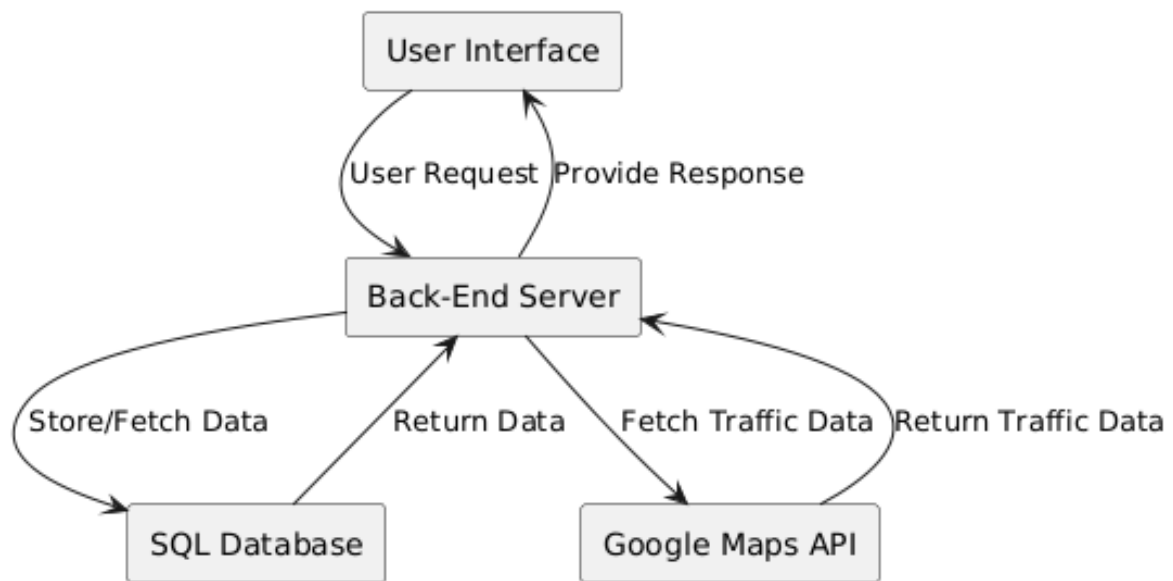 User Interface
User Request
Provide Response
Back-End Server
Store/Fetch Data
Return Data
Fetch Traffic Data
Return Traffic Data
SQL Database
Google Maps API